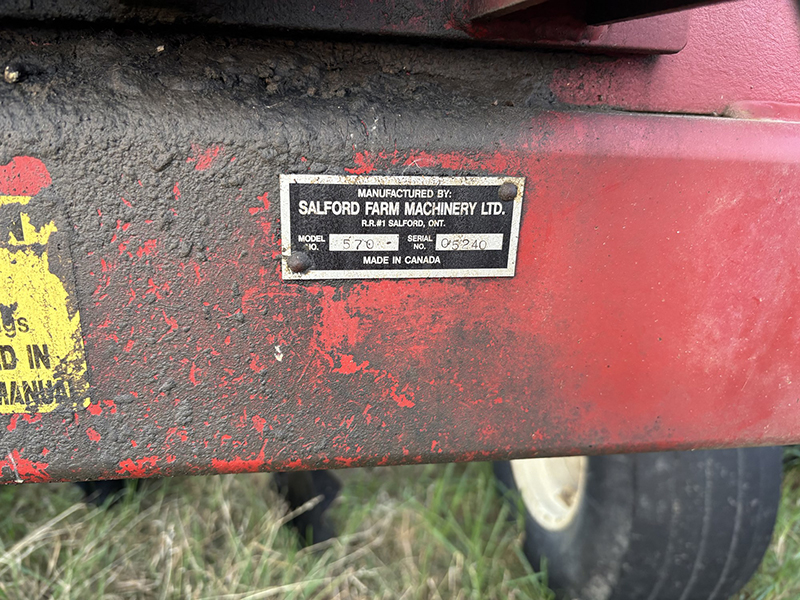 MANUFACTURED BY:
SALFORD FARM MACHINERY LTD.
R.R.#1 SALFORD, ONT.
MODEL NO. 570 SERIAL NO. 05240
MADE IN CANADA
D IN
MANUAL